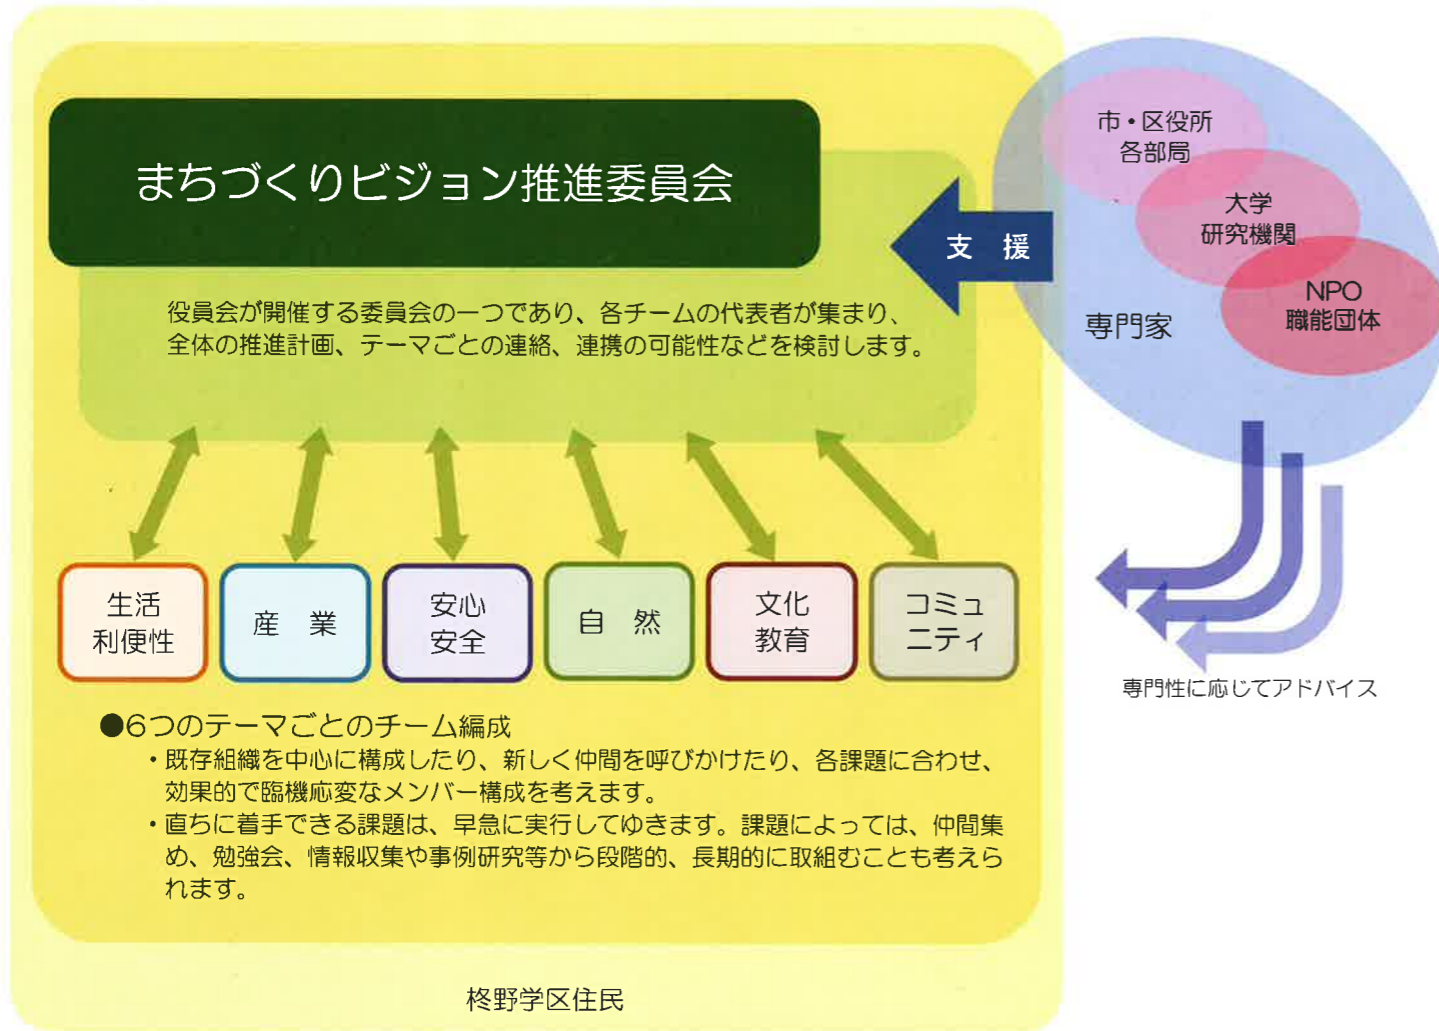 まちづくりビジョン推進委員会
役員会が開催する委員会の一つであり、各チームの代表者が集まり、
全体の推進計画、テーマごとの連絡、連携の可能性などを検討します。
支 援
市・区役所
各部局
大学
研究機関
NPO
職能団体
専門家
生活
利便性
産 業
安心
安全
自 然
文化
教育
コミュ
ニティ
専門性に応じてアドバイス
●6つのテーマごとのチーム編成
・既存組織を中心に構成したり、新しく仲間を呼びかけたり、各課題に合わせ、
効果的で臨機応変なメンバー構成を考えます。
・直ちに着手できる課題は、早急に実行してゆきます。課題によっては、仲間集
め、勉強会、情報収集や事例研究等から段階的、長期的に取組むことも考えら
れます。
柊野学区住民